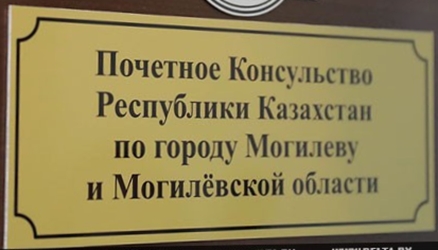 Почетное Консульство
Республики Казахстан
по городу Могилеву
и Могилёвской области